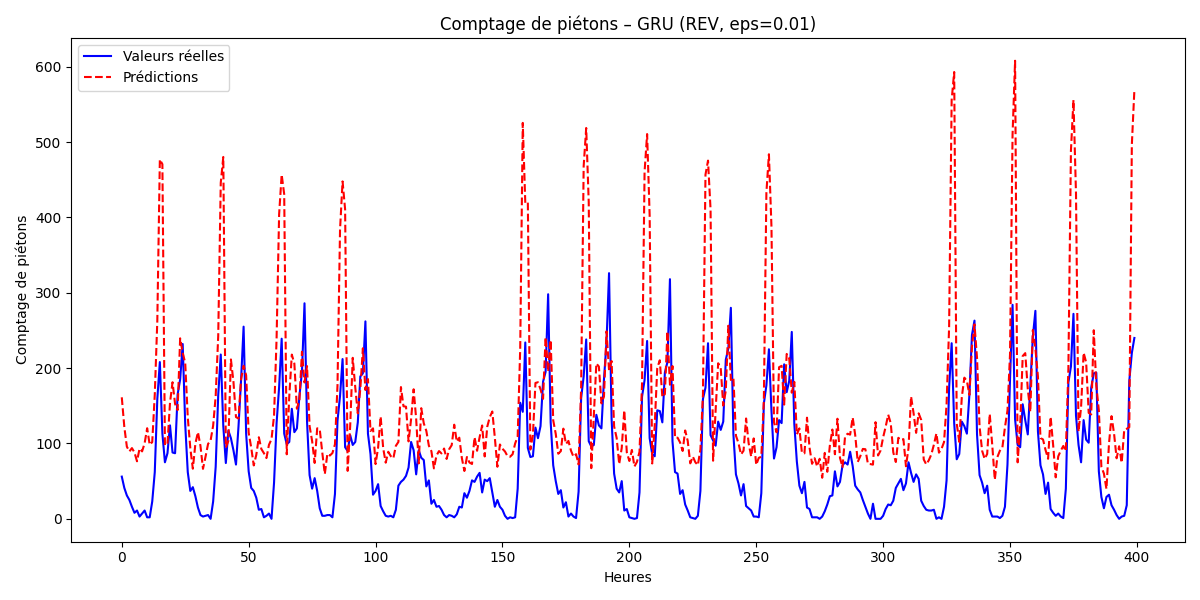 Comptage de piétons – GRU (REV, eps=0.01)
Valeurs réelles
Prédictions
Comptage de piétons
600
500
400
300
200
100
0
0 50 100 150 200 250 300 350 400
Heures